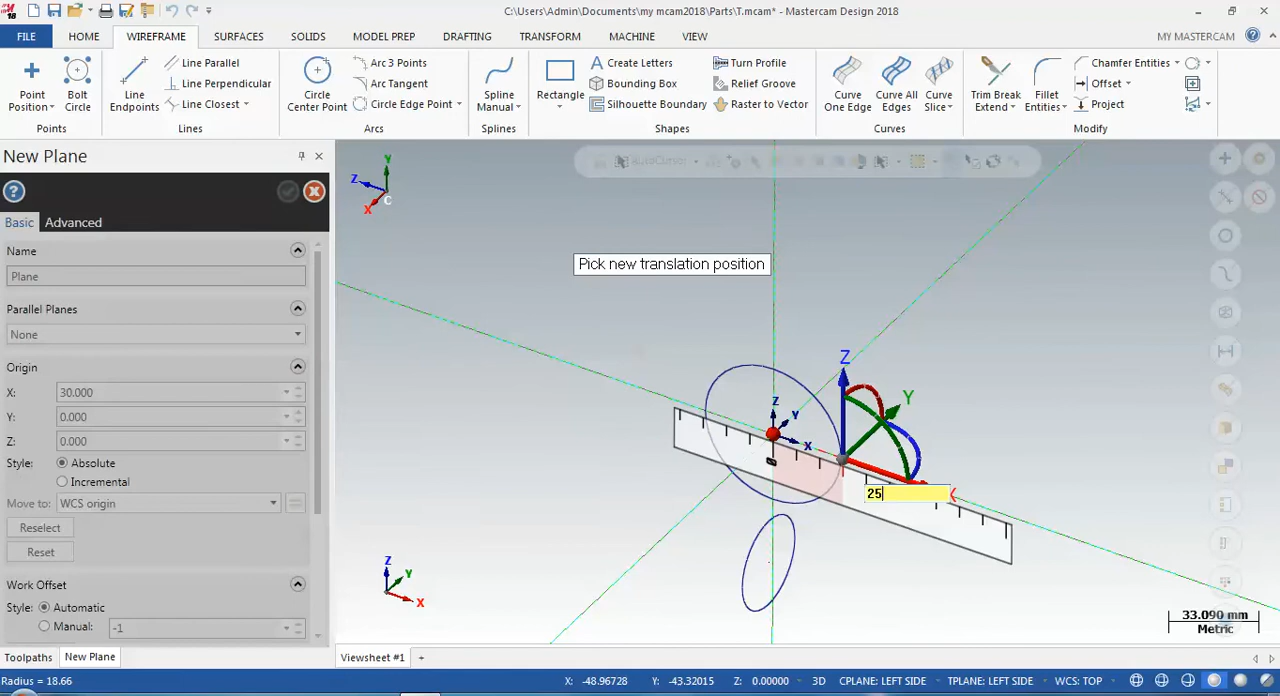 18
C:\Users\Admin\Documents\my mcam2018\Parts\T.mcam* - Mastercam Design 2018
FILE
HOME
WIREFRAME
SURFACES
SOLIDS
MODEL PREP
DRAFTING
TRANSFORM
MACHINE
VIEW
MY MASTERCAM
Point Position
Bolt Circle
Points
Line Endpoints
Line Parallel
Line Perpendicular
Line Closest
Lines
Circle Center Point
Arc 3 Points
Arc Tangent
Circle Edge Point
Arcs
Spline Manual
Splines
Rectangle
Create Letters
Bounding Box
Silhouette Boundary
Turn Profile
Relief Groove
Raster to Vector
Shapes
Curve One Edge
Curve All Edges
Curve Slice
Curves
Trim Break Extend
Fillet Entities
Chamfer Entities
Offset
Project
Modify
New Plane
Basic
Advanced
Name
Plane
Parallel Planes
None
Origin
X: 30.000
Y: 0.000
Z: 0.000
Style: Absolute
Incremental
Move to: WCS origin
Reselect
Reset
Work Offset
Style: Automatic
Manual: -1
Toolpaths
New Plane
AutoCursor
Y
Z
X
C
Pick new translation position
Z
Y
Z
Y
X
25
Z
Y
X
33.090 mm
Metric
Viewsheet #1
+
Radius = 18.66
X: -48.96728 Y: -43.32015 Z: 0.00000 3D CPLANE: LEFT SIDE TPLANE: LEFT SIDE WCS: TOP